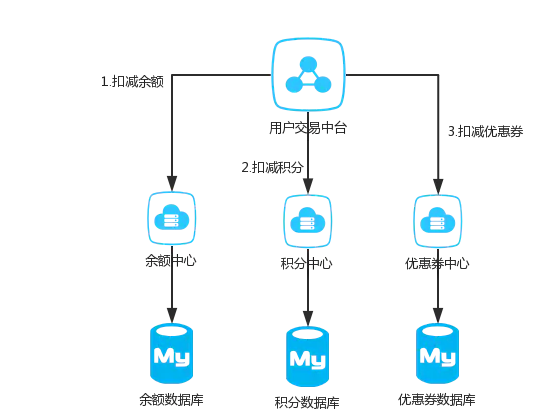 1.扣减余额
用户交易中台
3.扣减优惠券
2.扣减积分
余额中心
积分中心
优惠券中心
My
My
My
余额数据库
积分数据库
优惠券数据库